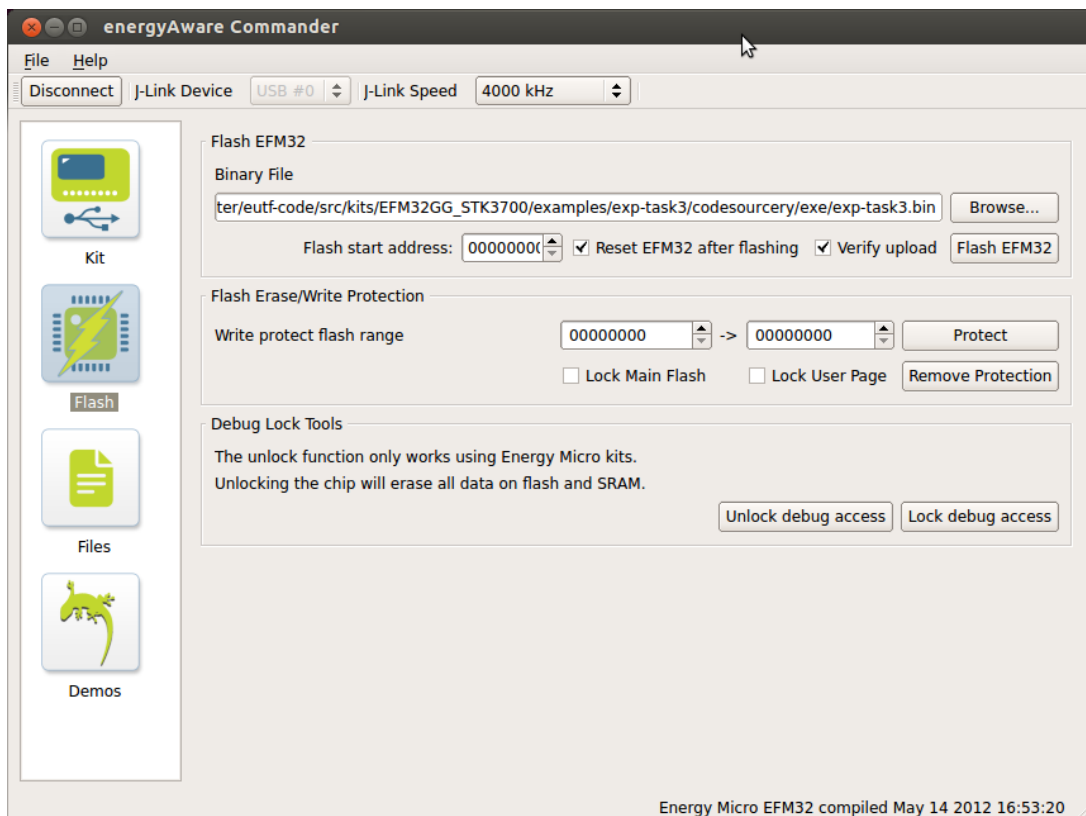 energyAware Commander
File Help
Disconnect J-Link Device USB #0 J-Link Speed 4000 kHz
Kit
Flash
Files
Demos
Flash EFM32
Binary File
ter/eutf-code/src/kits/EFM32GG_STK3700/examples/exp-task3/codesourcery/exe/exp-task3.bin Browse...
Flash start address: 0000000( Reset EFM32 after flashing Verify upload Flash EFM32
Flash Erase/Write Protection
Write protect flash range 00000000 -> 00000000 Protect
Lock Main Flash Lock User Page Remove Protection
Debug Lock Tools
The unlock function only works using Energy Micro kits.
Unlocking the chip will erase all data on flash and SRAM.
Unlock debug access Lock debug access
Energy Micro EFM32 compiled May 14 2012 16:53:20